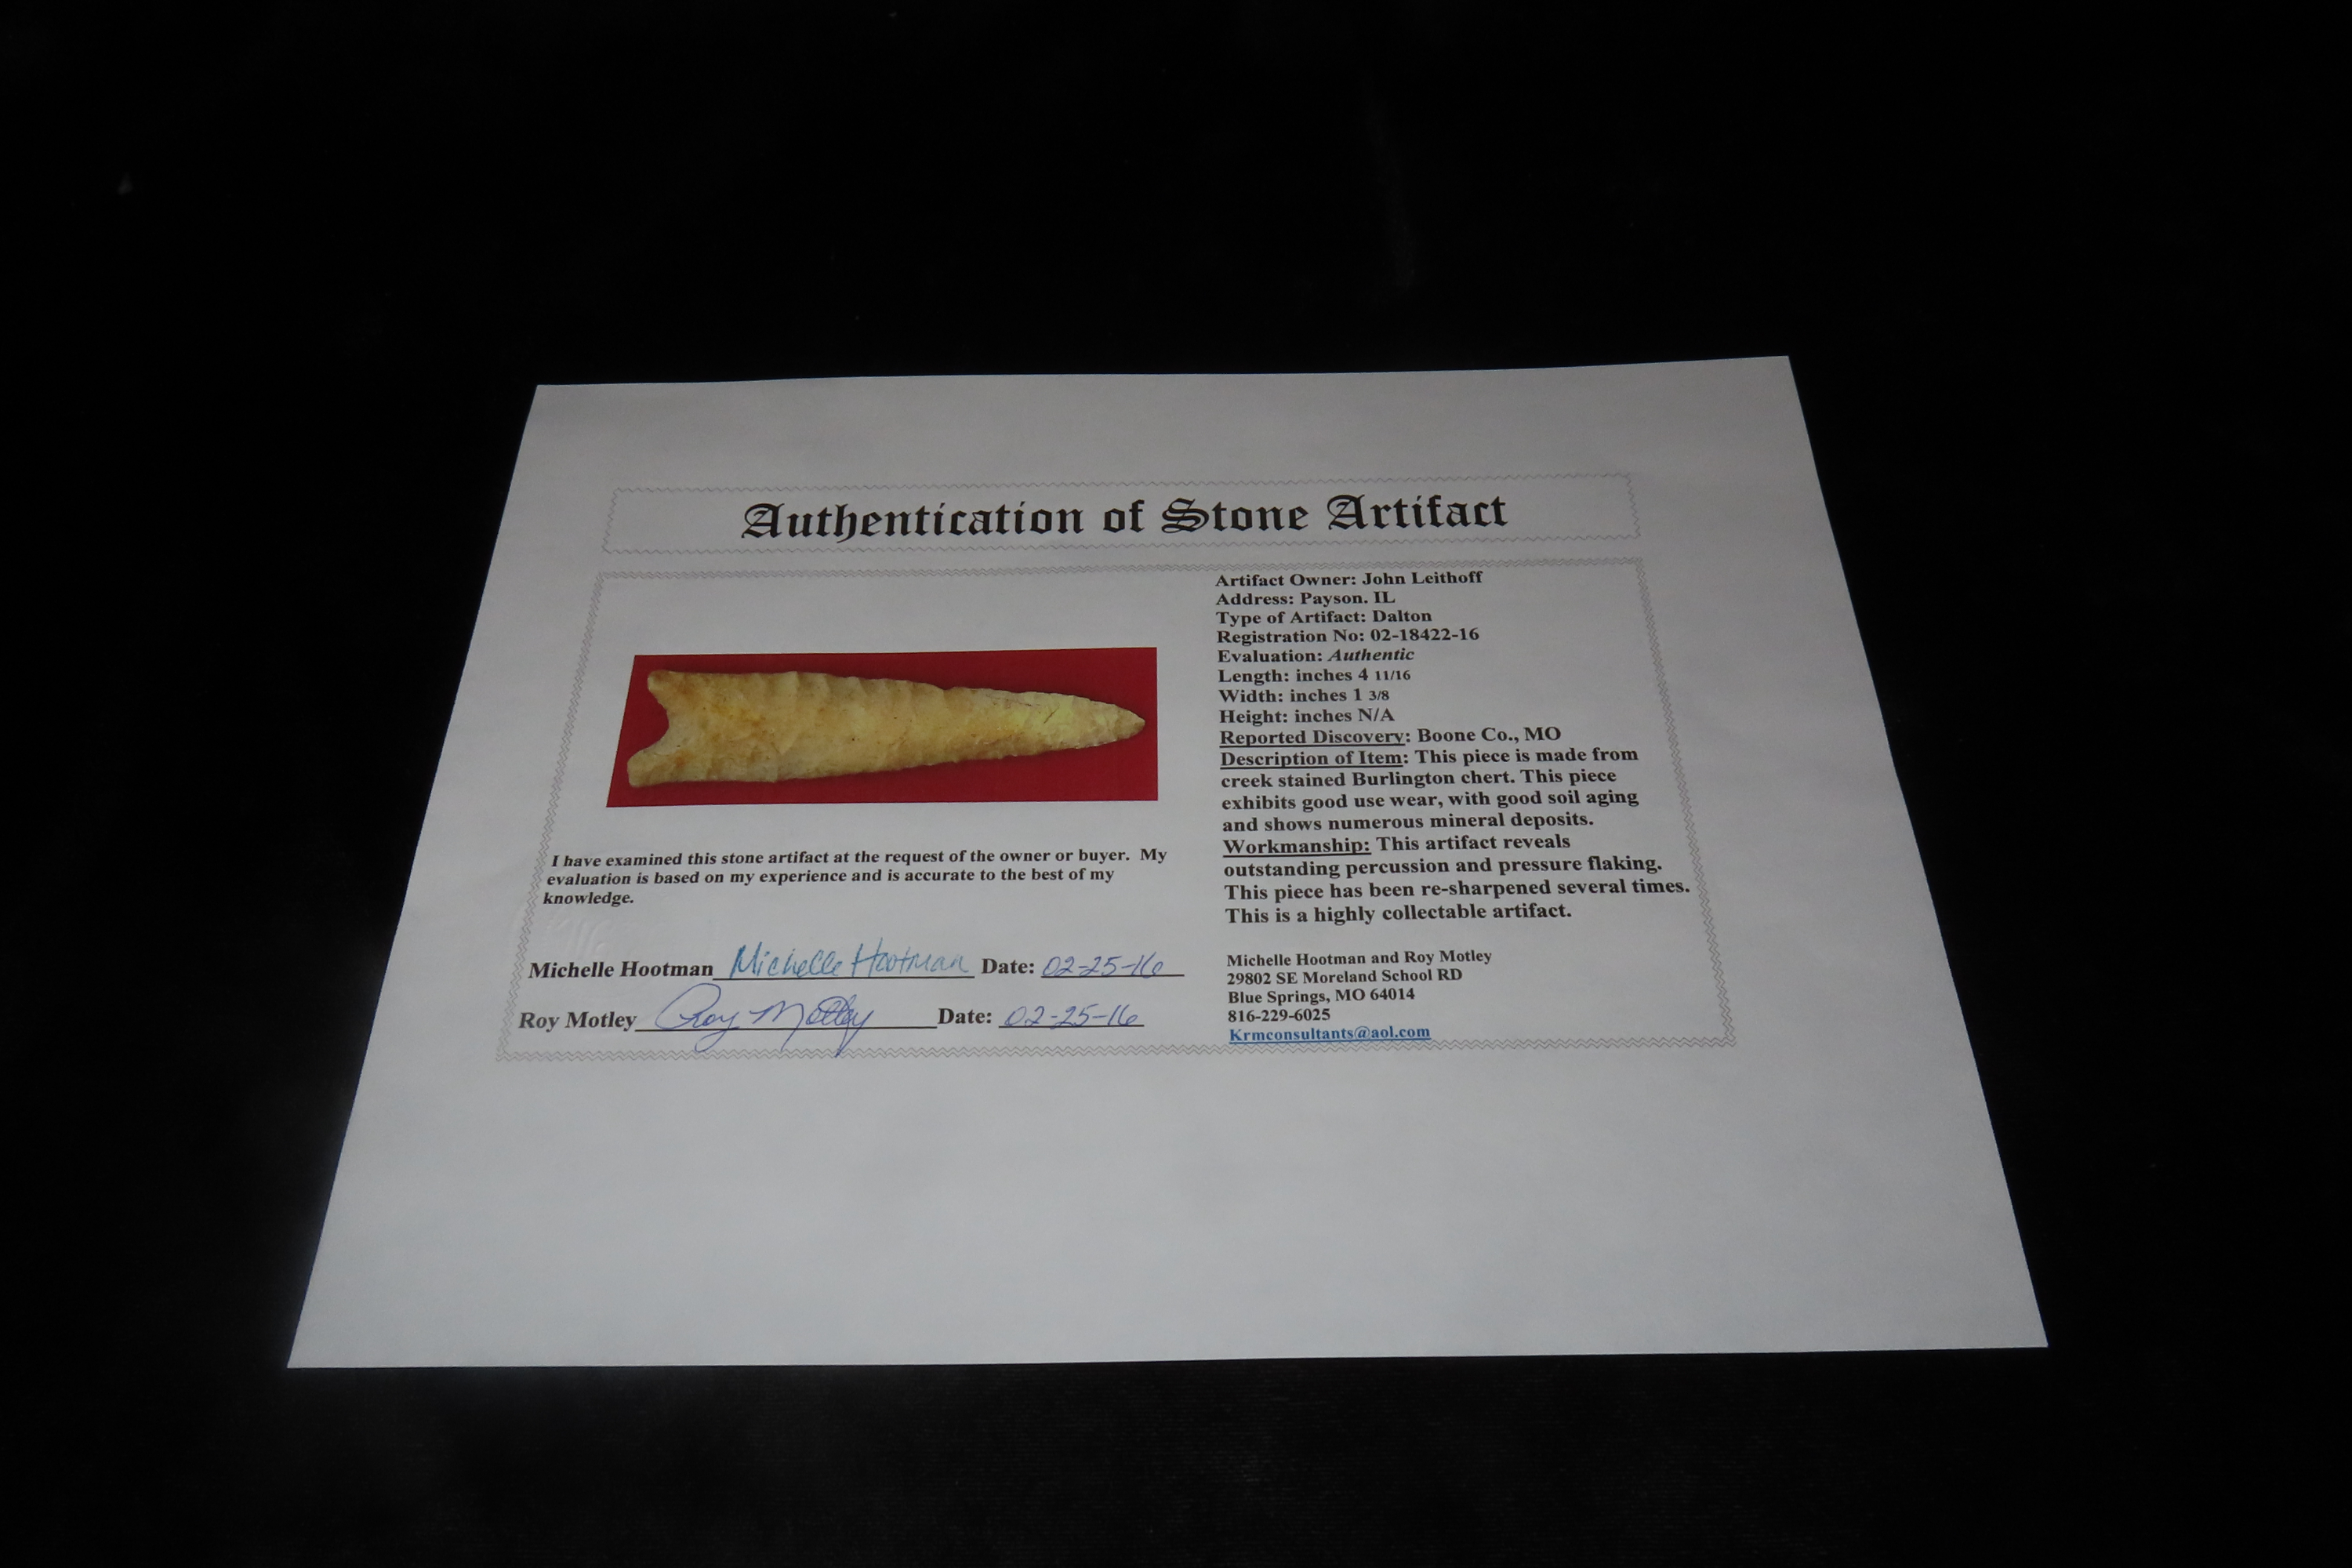 Authentication of Stone Artifact
Artifact Owner: John Leithoff
Address: Payson. IL
Type of Artifact: Dalton
Registration No: 02-18422-16
Evaluation: Authentic
Length: inches 4 11/16
Width: inches 1 3/8
Height: inches N/A
Reported Discovery: Boone Co., MO
Description of Item: This piece is made from
creek stained Burlington chert. This piece
exhibits good use wear, with good soil aging
and shows numerous mineral deposits.
Workmanship: This artifact reveals
outstanding percussion and pressure flaking.
This piece has been re-sharpened several times.
This is a highly collectable artifact.
I have examined this stone artifact at the request of the owner or buyer. My
evaluation is based on my experience and is accurate to the best of my
knowledge.
Michelle Hootman Michelle Hootman Date: 02-25-16
Roy Motley Roy Motley Date: 02-25-16
Michelle Hootman and Roy Motley
29802 SE Moreland School RD
Blue Springs, MO 64014
816-229-6025
Krmconsultants@aol.com